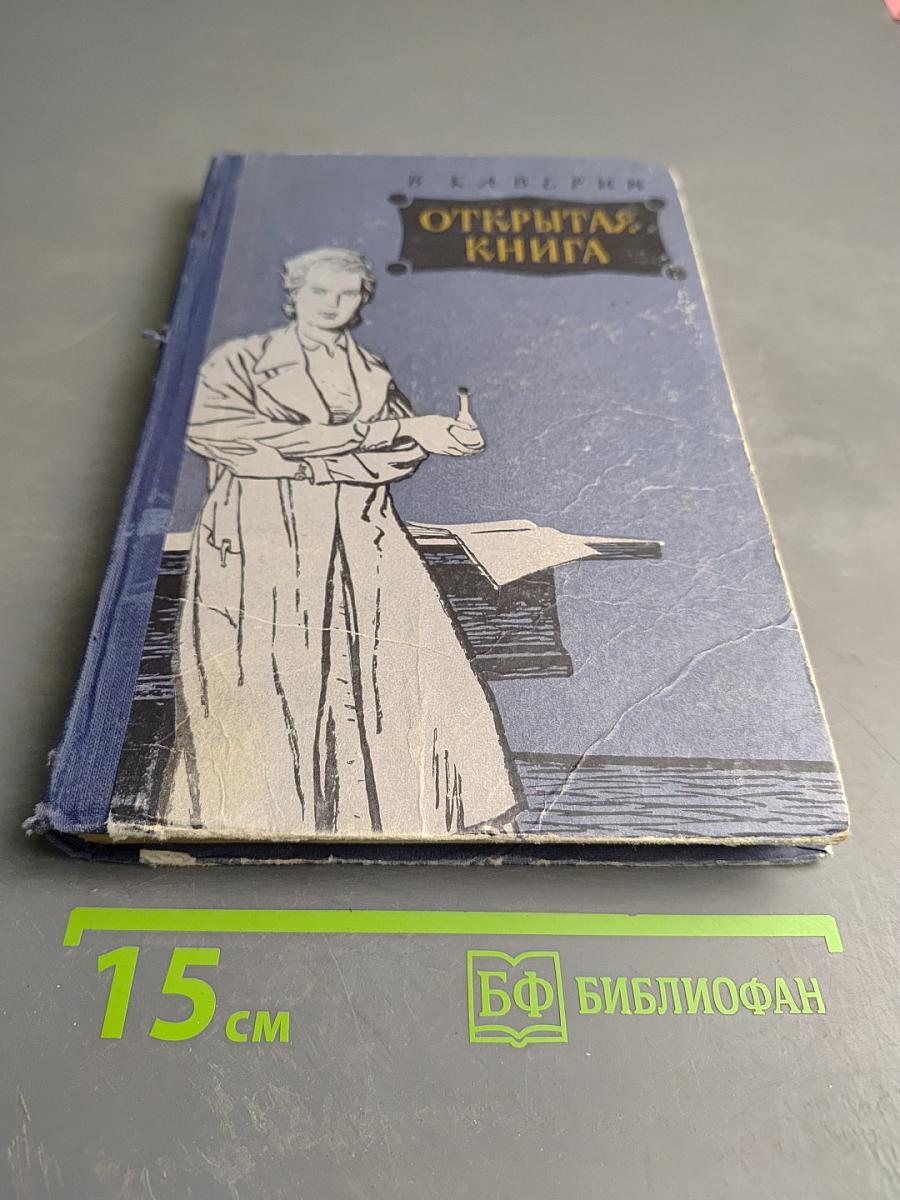 В КАВЕРИН
ОТКРЫТАЯ
КНИГА
15 см
БФ БИБЛИОФАН